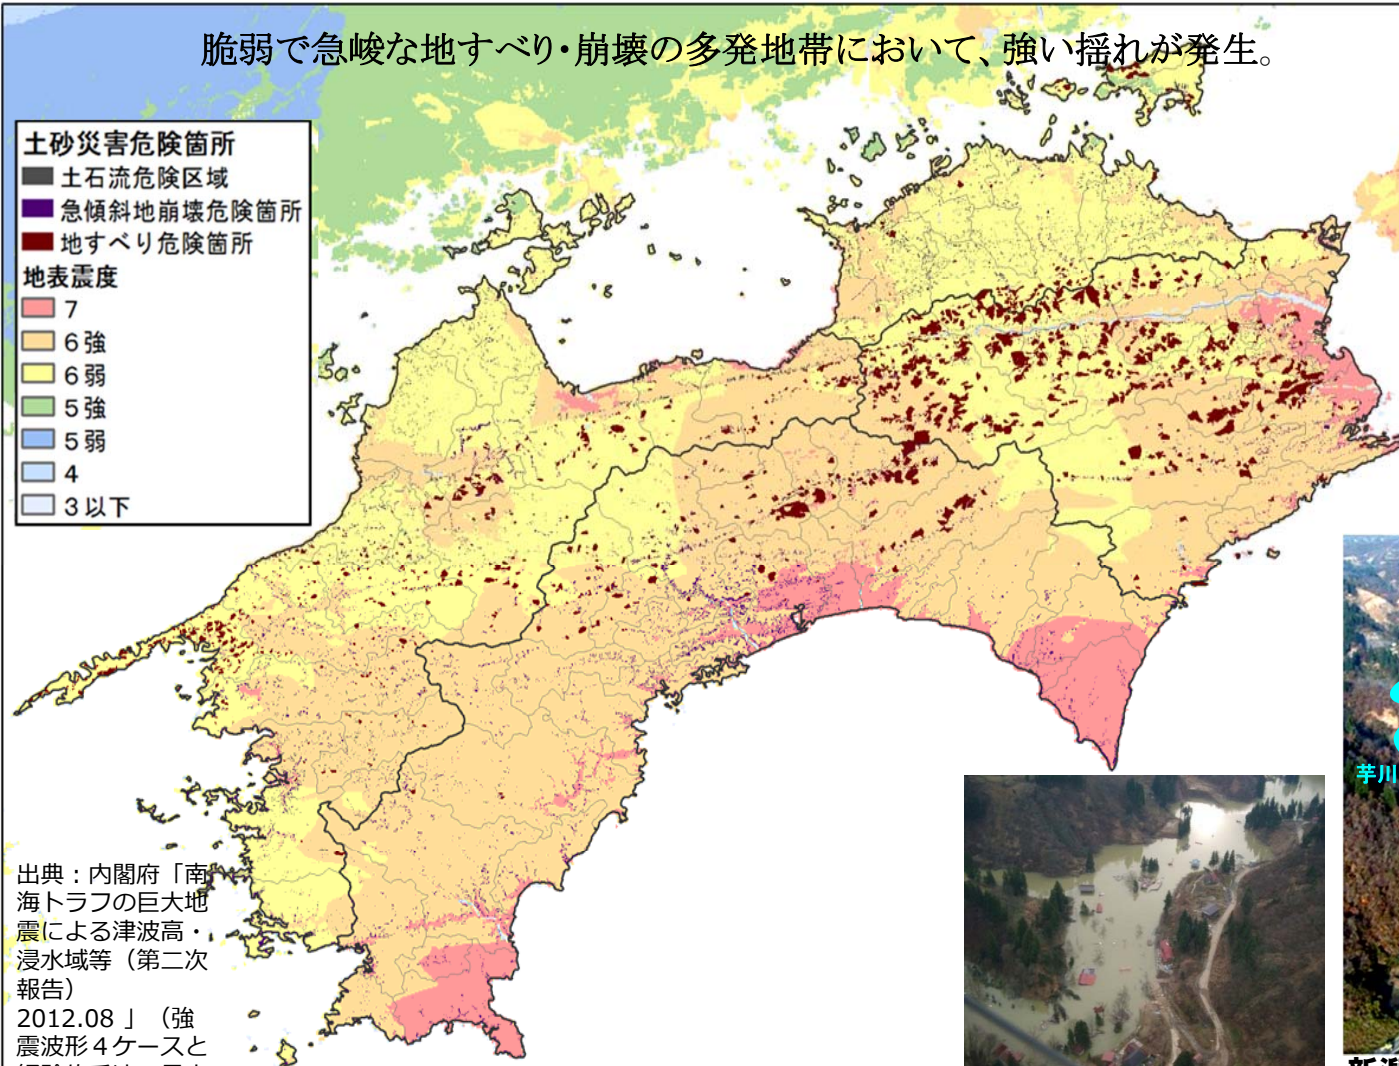 脆弱で急峻な地すべり・崩壊の多発地帯において、強い揺れが発生。
土砂災害危険箇所
土石流危険区域
急傾斜地崩壊危険箇所
地すべり危険箇所
地表震度
7
6強
6弱
5強
5弱
4
3以下
芋川
出典：内閣府「南
海トラフの巨大地
震による津波高・
浸水域等（第二次
報告）
2012.08 」（強
震波形４ケースと